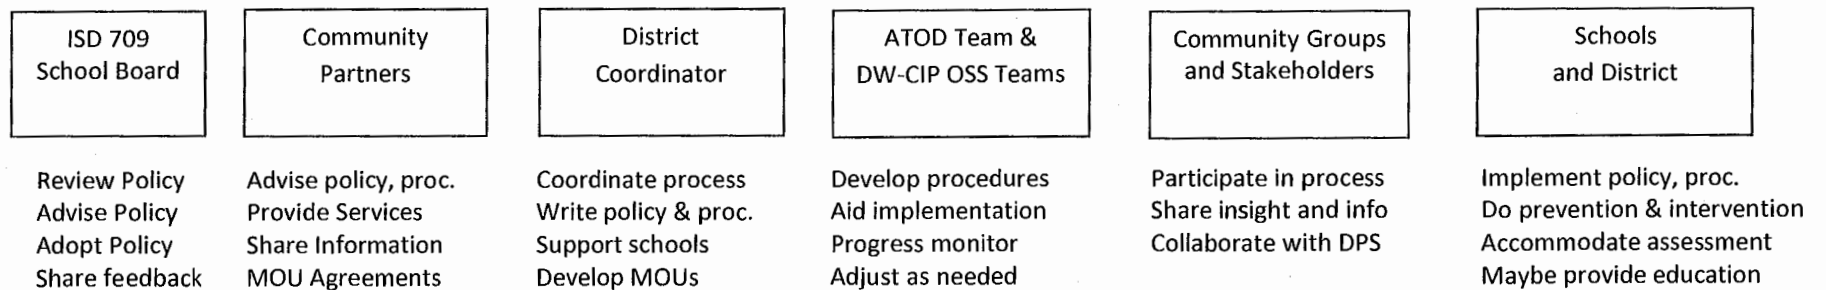 ISD 709
School Board
Review Policy
Advise Policy
Adopt Policy
Share feedback
Community
Partners
Advise policy, proc.
Provide Services
Share Information
MOU Agreements
District
Coordinator
Coordinate process
Write policy & proc.
Support schools
Develop MOUs
ATOD Team &
DW-CIP OSS Teams
Develop procedures
Aid implementation
Progress monitor
Adjust as needed
Community Groups
and Stakeholders
Participate in process
Share insight and info
Collaborate with DPS
Schools
and District
Implement policy, proc.
Do prevention & intervention
Accommodate assessment
Maybe provide education